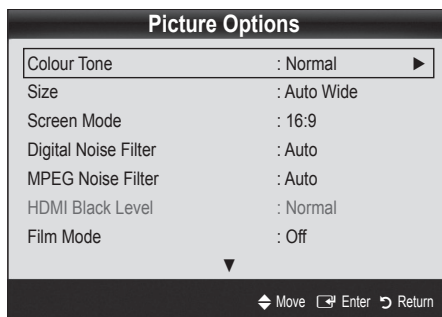 Picture Options
Colour Tone : Normal ▶
Size : Auto Wide
Screen Mode : 16:9
Digital Noise Filter : Auto
MPEG Noise Filter : Auto
HDMI Black Level : Normal
Film Mode : Off
▼
Move Enter Return